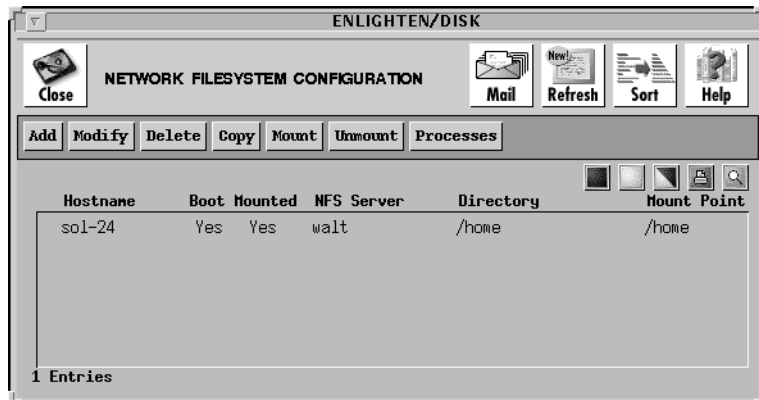 ENLIGHTEN/DISK
Close
NETWORK FILESYSTEM CONFIGURATION
Mail
New!
Refresh
Sort
Help
Add Modify Delete Copy Mount Unmount Processes
Hostname Boot Mounted NFS Server Directory Mount Point
sol-24 Yes Yes walt /home /home
1 Entries